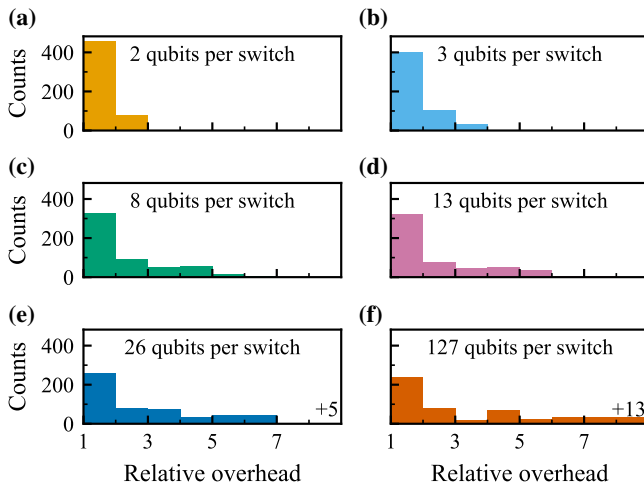 (a)
(b)
Counts
400
200
0
2 qubits per switch
3 qubits per switch
(c)
(d)
Counts
400
200
0
8 qubits per switch
13 qubits per switch
(e)
(f)
Counts
400
200
0
26 qubits per switch
+5
127 qubits per switch
+13
1 3 5 7
1 3 5 7
Relative overhead
Relative overhead